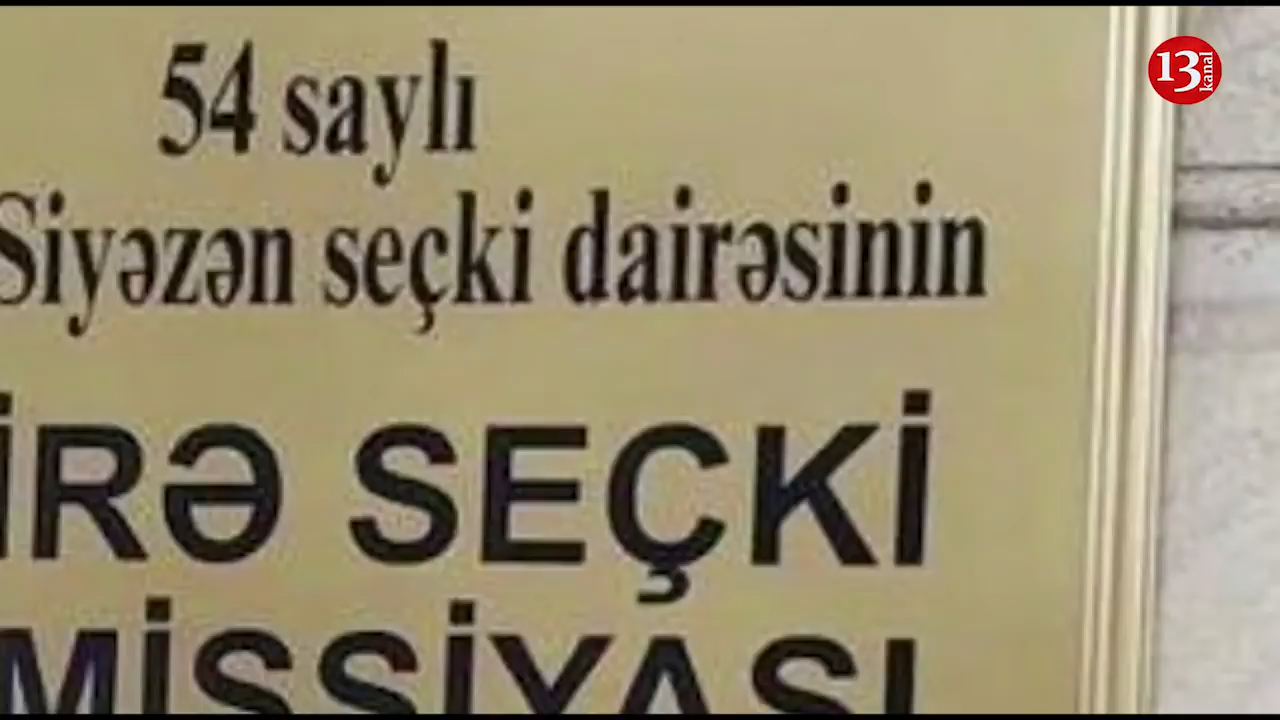 54 saylı
Siyəzən seçki dairəsinin
İRƏ SEÇKİ
MİSSİYASI
13 kanal